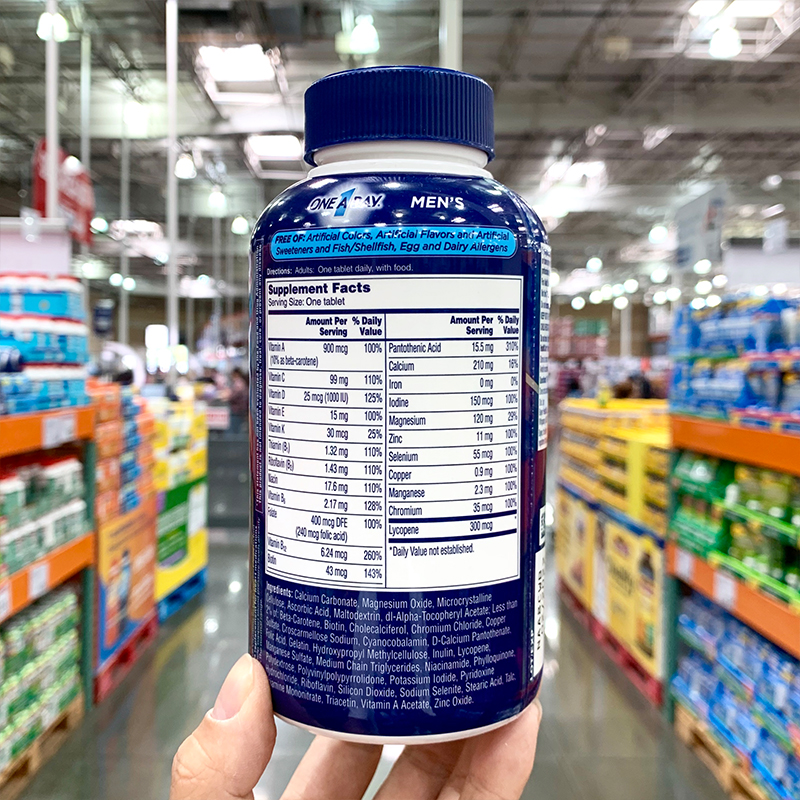 ONE A DAY MEN'S
FREE OF: Artificial Colors, Artificial Flavors and Artificial
Sweeteners and Fish/Shellfish, Egg and Dairy Allergens
Directions: Adults: One tablet daily, with food.
Supplement Facts
Serving Size: One tablet
Amount Per Serving % Daily Value
Vitamin A 900 mcg 100%
(10% as beta-carotene)
Vitamin C 99 mg 110%
Vitamin D 25 mcg (1000 IU) 125%
Vitamin E 15 mg 100%
Vitamin K 30 mcg 25%
Thiamin (B1) 1.32 mg 110%
Riboflavin (B2) 1.43 mg 110%
Niacin 17.6 mg 110%
Vitamin B6 2.17 mg 128%
Folate 400 mcg DFE 100%
(240 mcg folic acid)
Vitamin B12 6.24 mcg 260%
Biotin 43 mcg 143%
Amount Per Serving % Daily Value
Pantothenic Acid 15.5 mg 310%
Calcium 210 mg 16%
Iron 0 mg 0%
Iodine 150 mcg 100%
Magnesium 120 mg 29%
Zinc 11 mg 100%
Selenium 55 mcg 100%
Copper 0.9 mg 100%
Manganese 2.3 mg 100%
Chromium 35 mcg 100%
Lycopene 300 mcg *
*Daily Value not established.
Ingredients: Calcium Carbonate, Magnesium Oxide, Microcrystalline
Cellulose, Ascorbic Acid, Maltodextrin, dl-Alpha-Tocopheryl Acetate; Less than
2% of: Beta-Carotene, Biotin, Cholecalciferol, Chromium Chloride, Copper
Sulfate, Croscarmellose Sodium, Cyanocobalamin, D-Calcium Pantothenate,
Folic Acid, Gelatin, Hydroxypropyl Methylcellulose, Inulin, Lycopene,
Manganese Sulfate, Medium Chain Triglycerides, Niacinamide, Phylloquinone,
Polydextrose, Polyvinylpolypyrrolidone, Potassium Iodide, Pyridoxine
Hydrochloride, Riboflavin, Silicon Dioxide, Sodium Selenite, Stearic Acid, Talc,
Thiamine Mononitrate, Triacetin, Vitamin A Acetate, Zinc Oxide.